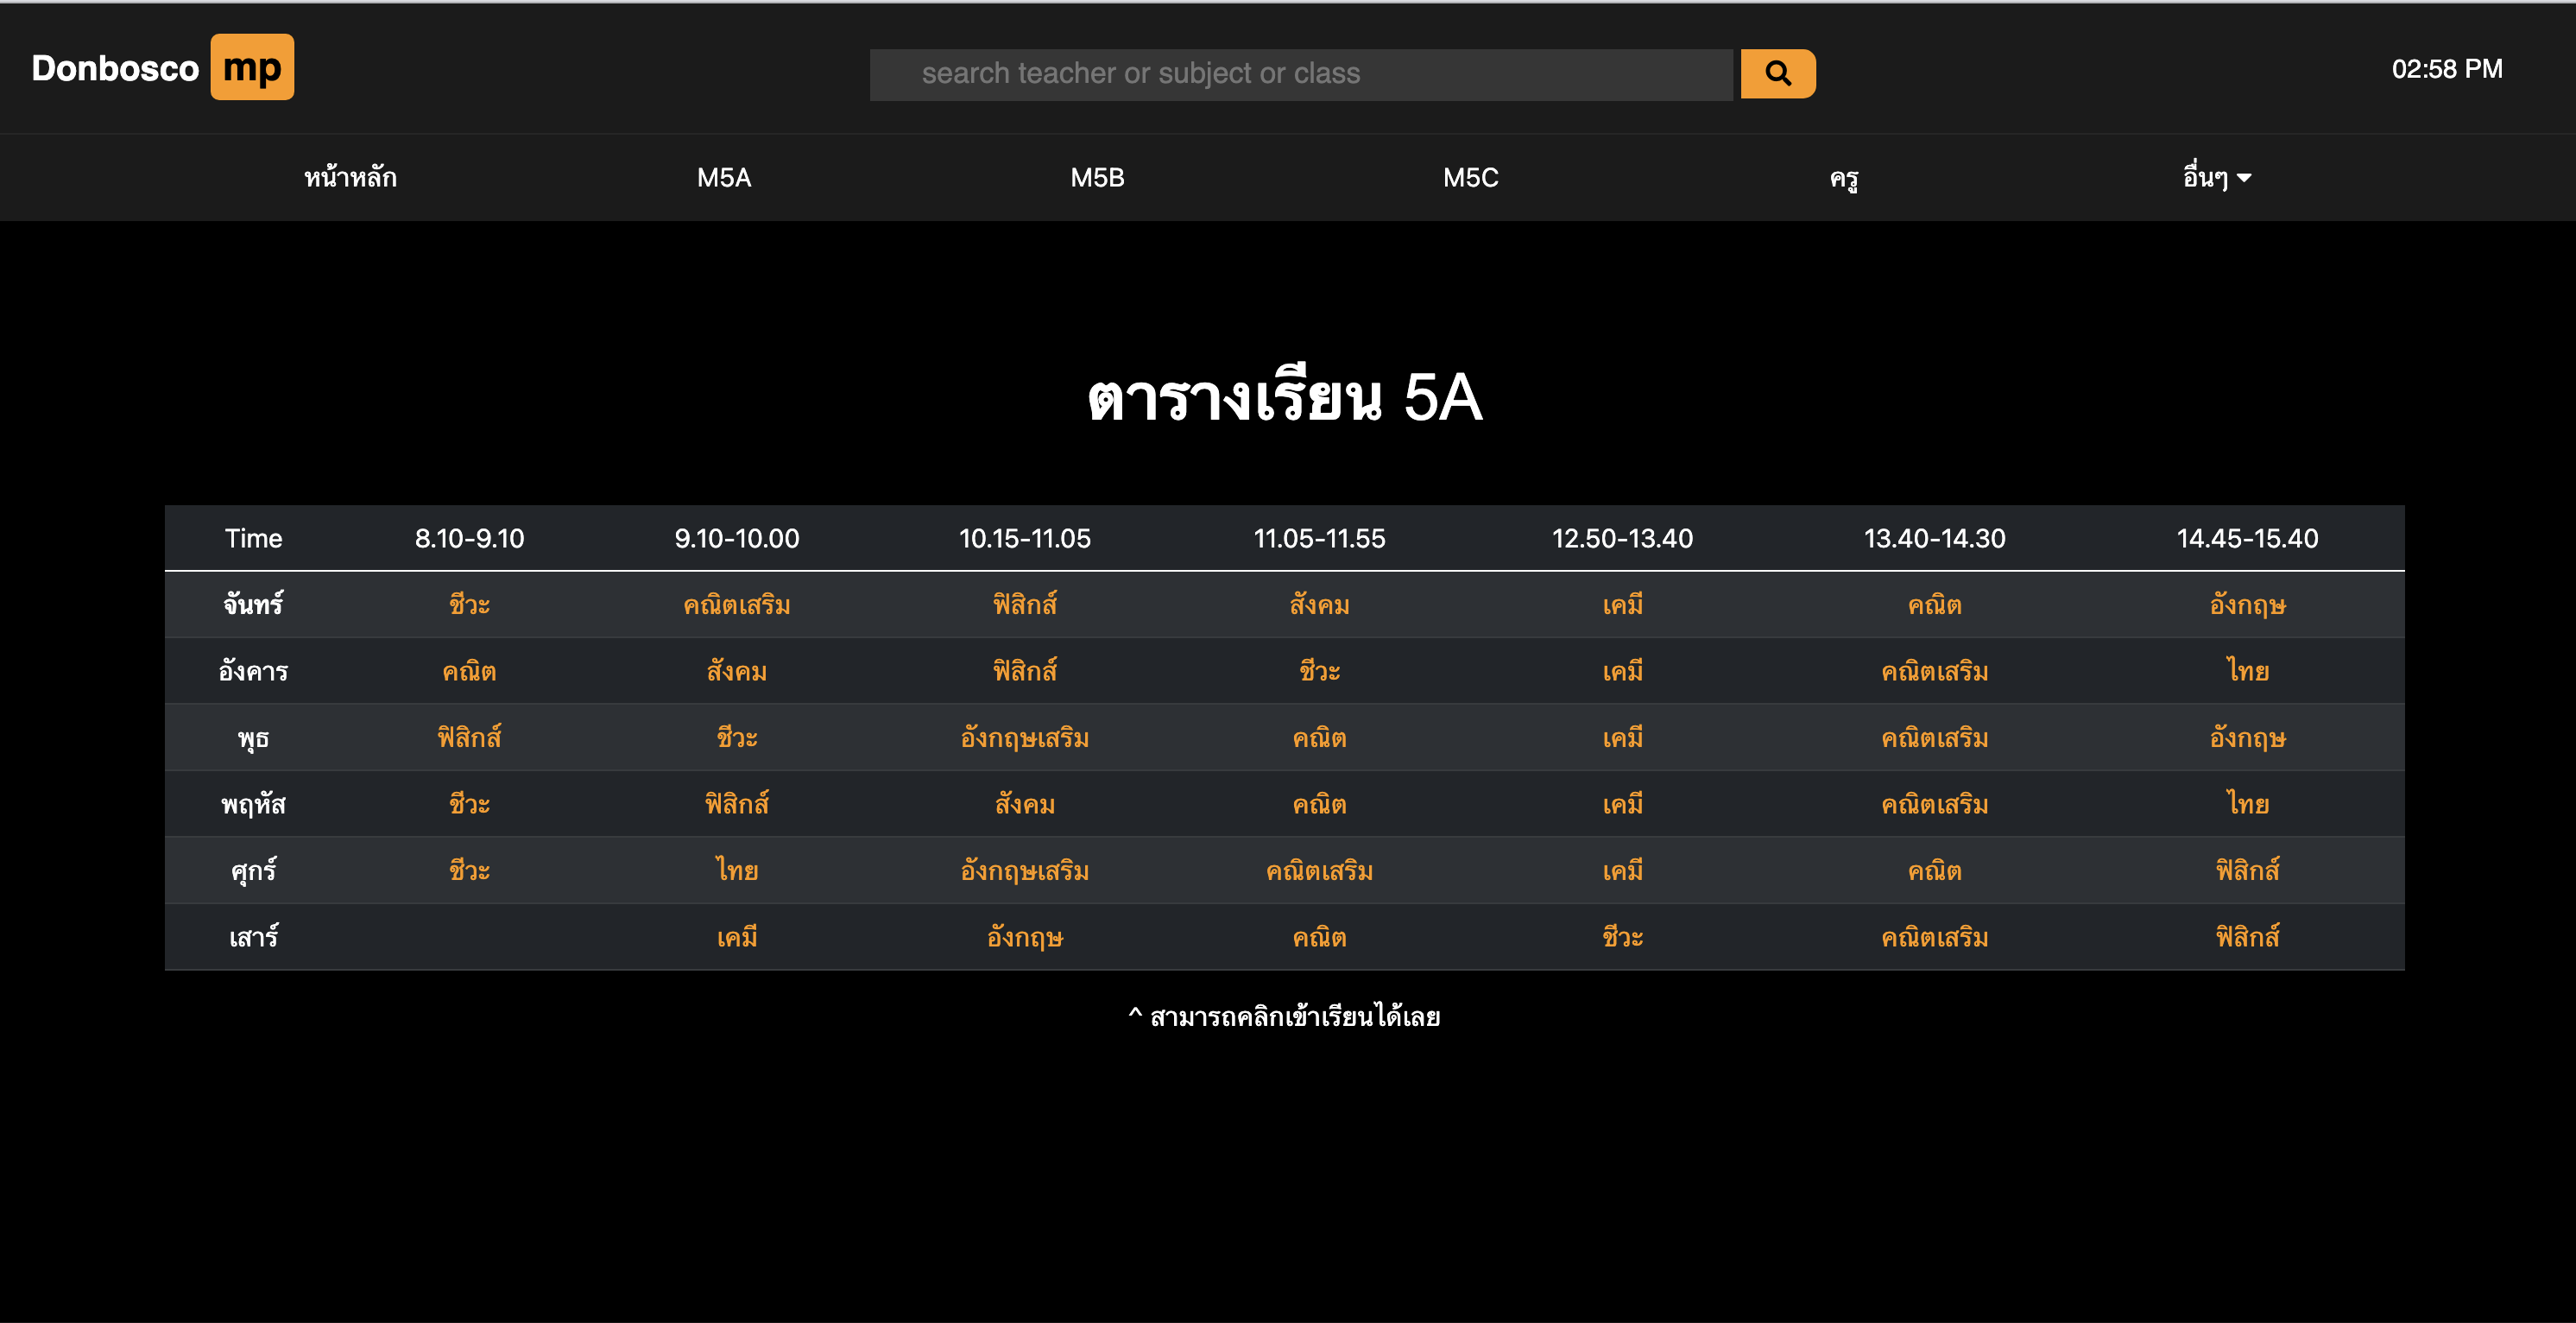 Donbosco mp
search teacher or subject or class
02:58 PM
หน้าหลัก M5A M5B M5C ครู อื่นๆ
ตารางเรียน 5A
Time 8.10-9.10 9.10-10.00 10.15-11.05 11.05-11.55 12.50-13.40 13.40-14.30 14.45-15.40
จันทร์ ชีวะ คณิตเสริม ฟิสิกส์ สังคม เคมี คณิต อังกฤษ
อังคาร คณิต สังคม ฟิสิกส์ ชีวะ เคมี คณิตเสริม ไทย
พุธ ฟิสิกส์ ชีวะ อังกฤษเสริม คณิต เคมี คณิตเสริม อังกฤษ
พฤหัส ชีวะ ฟิสิกส์ สังคม คณิต เคมี คณิตเสริม ไทย
ศุกร์ ชีวะ ไทย อังกฤษเสริม คณิตเสริม เคมี คณิต ฟิสิกส์
เสาร์ เคมี อังกฤษ คณิต ชีวะ คณิตเสริม ฟิสิกส์
^ สามารถคลิกเข้าเรียนได้เลย